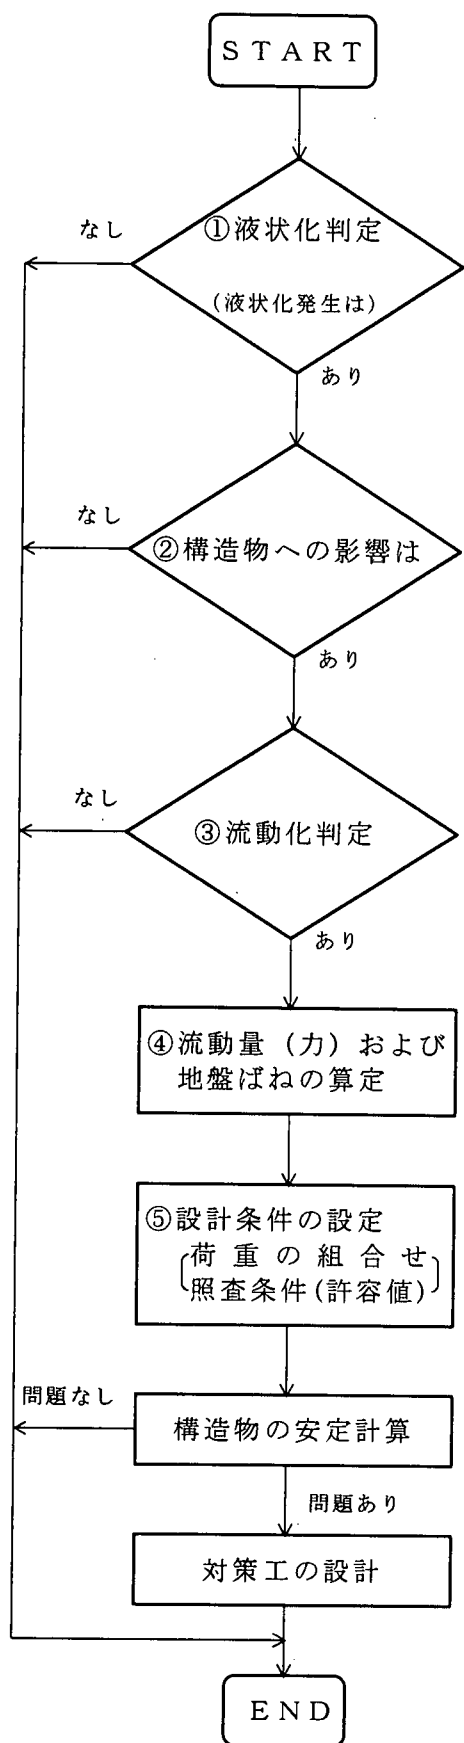 START
なし
①液状化判定
(液状化発生は)
あり
なし
②構造物への影響は
あり
なし
③流動化判定
あり
④流動量(力)および
地盤ばねの算定
⑤設計条件の設定
荷重の組合せ
照査条件(許容値)
問題なし
構造物の安定計算
問題あり
対策工の設計
END